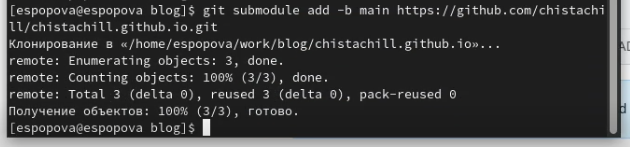 [espopova@espopova blog]$ git submodule add -b main https://github.com/chistachi
ll/chistachill.github.io.git
Клонирование в «/home/espopova/work/blog/chistachill.github.io»...
remote: Enumerating objects: 3, done.
remote: Counting objects: 100% (3/3), done.
remote: Total 3 (delta 0), reused 3 (delta 0), pack-reused 0
Получение объектов: 100% (3/3), готово.
[espopova@espopova blog]$